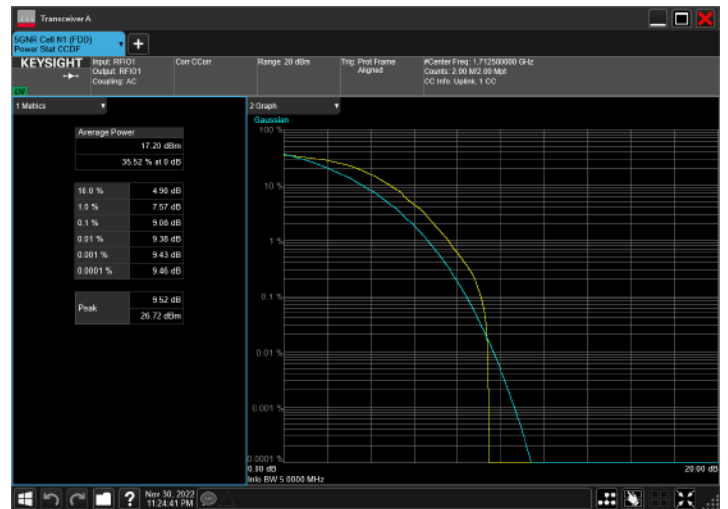 Transceiver A
5GNR Cell N1 (FDD)
Power Stat CCDF
KEYSIGHT
Input: RFIO1
Output: RFIO1
Coupling: AC
Corr CCorr
Range: 20 dBm
Trig: Prot Frame
Aligned
#Center Freq: 1.712500000 GHz
Counts: 2.00 M/2.00 Mpt
CC Info: Uplink, 1 CC
1 Metrics
Average Power
17.20 dBm
35.52 % at 0 dB
10.0 % 4.90 dB
1.0 % 7.57 dB
0.1 % 9.08 dB
0.01 % 9.38 dB
0.001 % 9.43 dB
0.0001 % 9.46 dB
Peak
9.52 dB
26.72 dBm
2 Graph
Gaussian
100 %
10 %
1 %
0.1 %
0.01 %
0.001 %
0.0001 %
0.00 dB
20.00 dB
Info BW 5.0000 MHz
Nov 30, 2022
11:24:41 PM